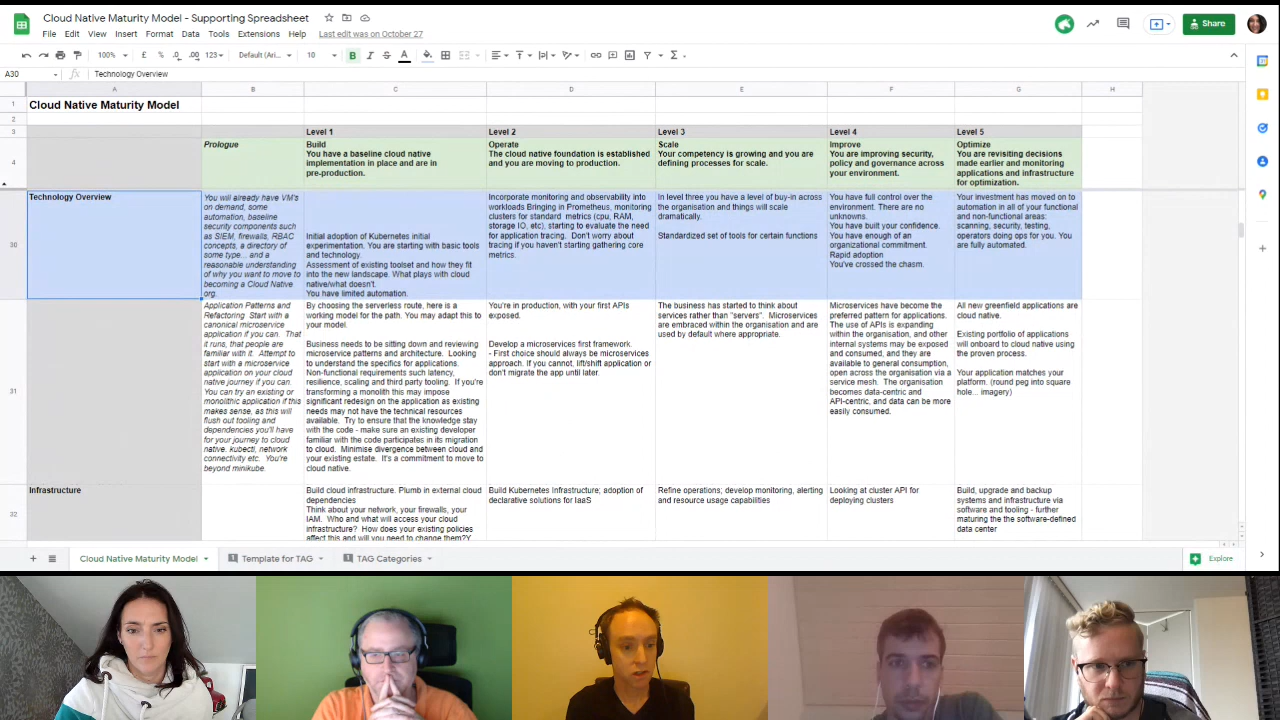 Cloud Native Maturity Model - Supporting Spreadsheet
Share
File Edit View Insert Format Data Tools Extensions Help Last edit was on October 27
100% £ % .0 .00 123 Default (Ari... 10 B I A
A30 fx Technology Overview
A B C D E F G H
1 Cloud Native Maturity Model
2
3 Level 1 Level 2 Level 3 Level 4 Level 5
4
Prologue
Build
You have a baseline cloud native
implementation in place and are in
pre-production.
Operate
The cloud native foundation is established
and you are moving to production.
Scale
Your competency is growing and you are
defining processes for scale.
Improve
You are improving security,
policy and governance across
your environment.
Optimize
You are revisiting decisions
made earlier and monitoring
applications and infrastructure
for optimization.
30
Technology Overview
You will already have VM's
on demand, some
automation, baseline
security components such
as SIEM, firewalls, RBAC
concepts, a directory of
some type... and a
reasonable understanding
of why you want to move to
becoming a Cloud Native
org.
Initial adoption of Kubernetes initial
experimentation. You are starting with basic tools
and technology.
Assessment of existing toolset and how they fit
into the new landscape. What plays with cloud
native/what doesn't.
You have limited automation.
Incorporate monitoring and observability into
workloads Bringing in Prometheus, monitoring
clusters for standard metrics (cpu, RAM,
storage IO, etc), starting to evaluate the need
for application tracing. Don't worry about
tracing if you haven't starting gathering core
metrics.
In level three you have a level of buy-in across
the organisation and things will scale
dramatically.
Standardized set of tools for certain functions
You have full control over the
environment. There are no
unknowns.
You have built your confidence.
You have enough of an
organizational commitment.
Rapid adoption
You've crossed the chasm.
Your investment has moved on to
automation in all of your functional
and non-functional areas:
scanning, security, testing,
operators doing ops for you. You
are fully automated.
31
Application Patterns and
Refactoring Start with a
canonical microservice
application if you can. That
it runs, that people are
familiar with it. Attempt to
start with a microservice
application on your cloud
native journey if you can.
You can try an existing or
monolithic application if this
makes sense, as this will
flush out tooling and
dependencies you'll have
for your journey to cloud
native. kubectl, network
connectivity etc. You're
beyond minikube.
By choosing the serverless route, here is a
working model for the path. You may adapt this to
your model.
Business needs to be sitting down and reviewing
microservice patterns and architecture. Looking
to understand the specifics for applications.
Non-functional requirements such latency,
resilience, scaling and third party tooling. If you're
transforming a monolith this may impose
significant redesign on the application as existing
needs may not have the technical resources
available. Try to ensure that the knowledge stay
with the code - make sure an existing developer
familiar with the code participates in its migration
to cloud. Minimise divergence between cloud and
your existing estate. It's a commitment to move to
cloud native.
You're in production, with your first APIs
exposed.
Develop a microservices first framework.
- First choice should always be microservices
approach. If you cannot, lift/shift application or
don't migrate the app until later.
The business has started to think about
services rather than "servers". Microservices
are embraced within the organisation and are
used by default where appropriate.
Microservices have become the
preferred pattern for applications.
The use of APIs is expanding
within the organisation, and other
internal systems may be exposed
and consumed, and they are
available to general consumption,
open across the organisation via a
service mesh. The organisation
becomes data-centric and
API-centric, and data can be more
easily consumed.
All new greenfield applications are
cloud native.
Existing portfolio of applications
will onboard to cloud native using
the proven process.
Your application matches your
platform. (round peg into square
hole... imagery)
32
Infrastructure
Build cloud infrastructure. Plumb in external cloud
dependencies
Think about your network, your firewalls, your
IAM. Who and what will access your cloud
infrastructure? How does your existing policies
affect this and will you need to change them?Y
Build Kubernetes Infrastructure; adoption of
declarative solutions for IaaS
Refine operations; develop monitoring, alerting
and resource usage capabilities
Looking at cluster API for
deploying clusters
Build, upgrade and backup
systems and infrastructure via
software and tooling - further
maturing the the software-defined
data center
Cloud Native Maturity Model 1 Template for TAG 1 TAG Categories Explore